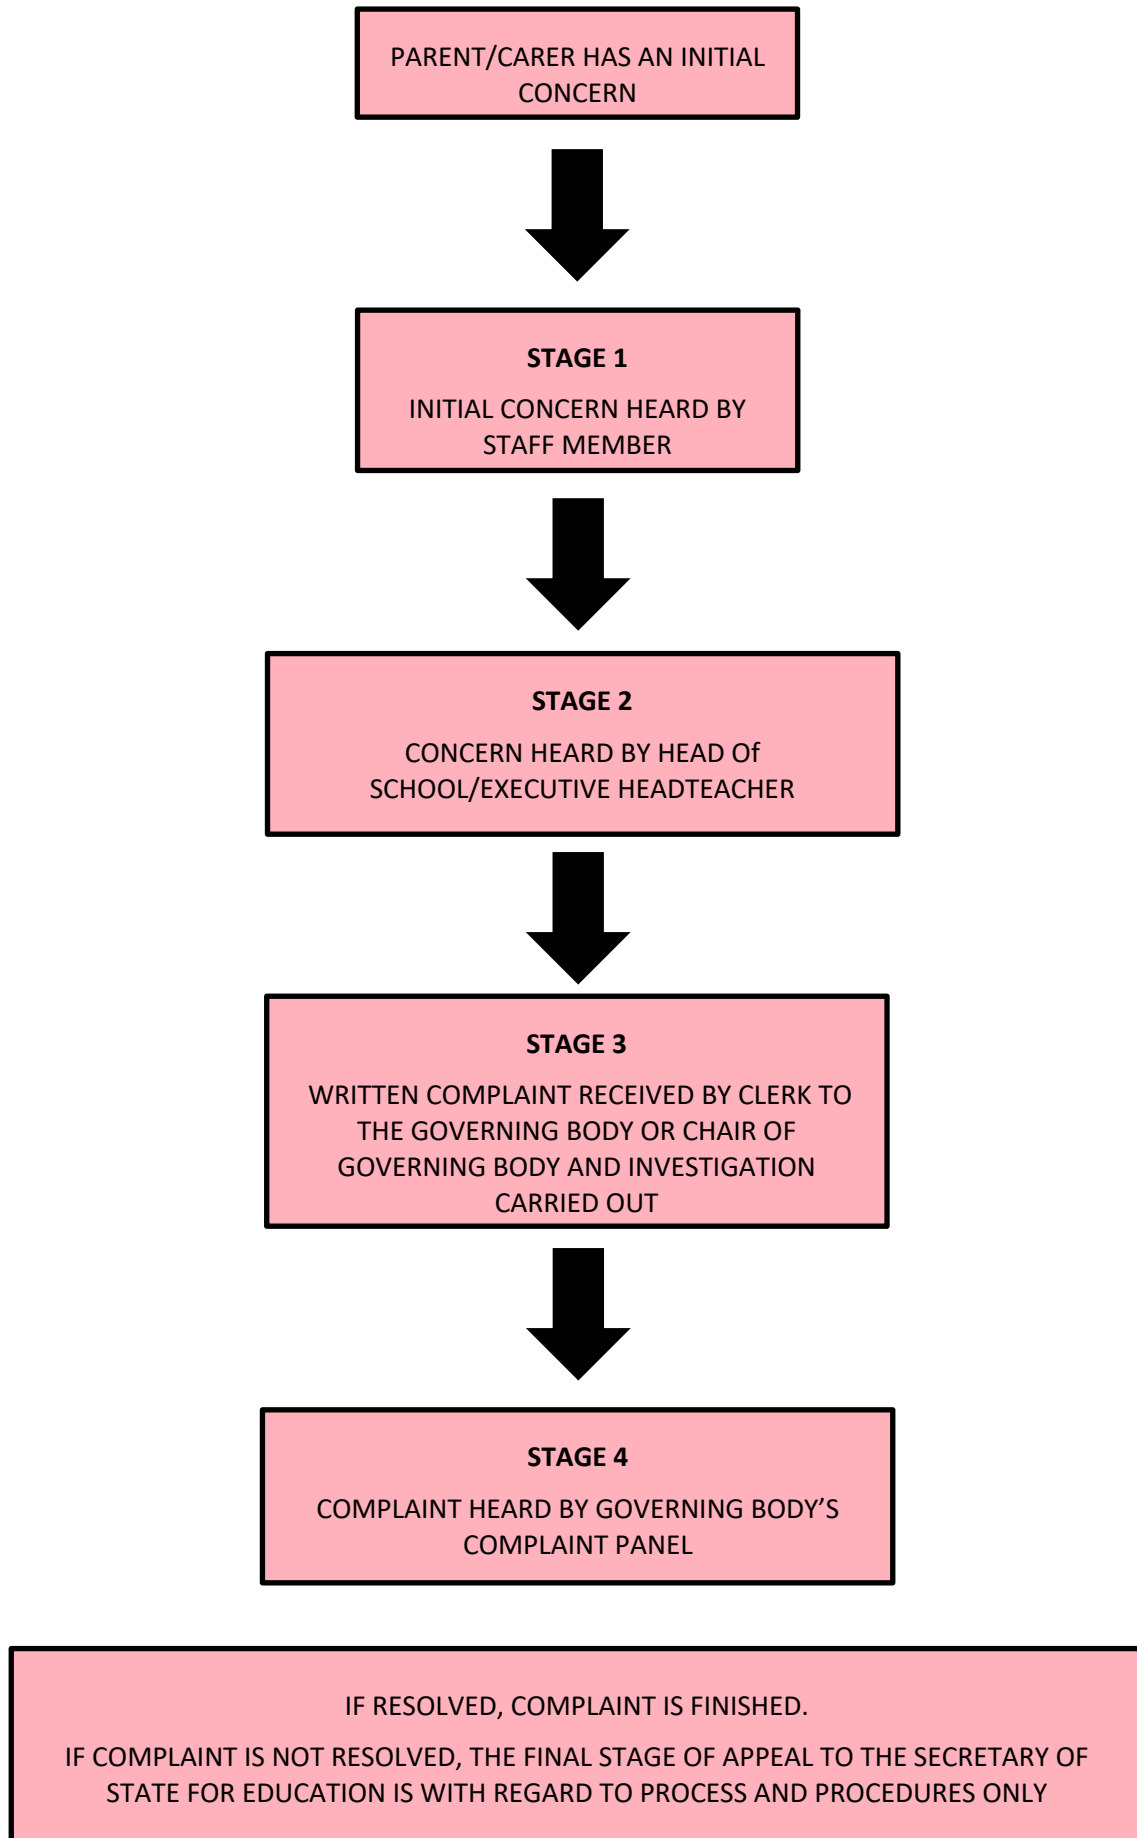 PARENT/CARER HAS AN INITIAL
CONCERN
STAGE 1
INITIAL CONCERN HEARD BY
STAFF MEMBER
STAGE 2
CONCERN HEARD BY HEAD Of
SCHOOL/EXECUTIVE HEADTEACHER
STAGE 3
WRITTEN COMPLAINT RECEIVED BY CLERK TO
THE GOVERNING BODY OR CHAIR OF
GOVERNING BODY AND INVESTIGATION
CARRIED OUT
STAGE 4
COMPLAINT HEARD BY GOVERNING BODY’S
COMPLAINT PANEL
IF RESOLVED, COMPLAINT IS FINISHED.
IF COMPLAINT IS NOT RESOLVED, THE FINAL STAGE OF APPEAL TO THE SECRETARY OF
STATE FOR EDUCATION IS WITH REGARD TO PROCESS AND PROCEDURES ONLY